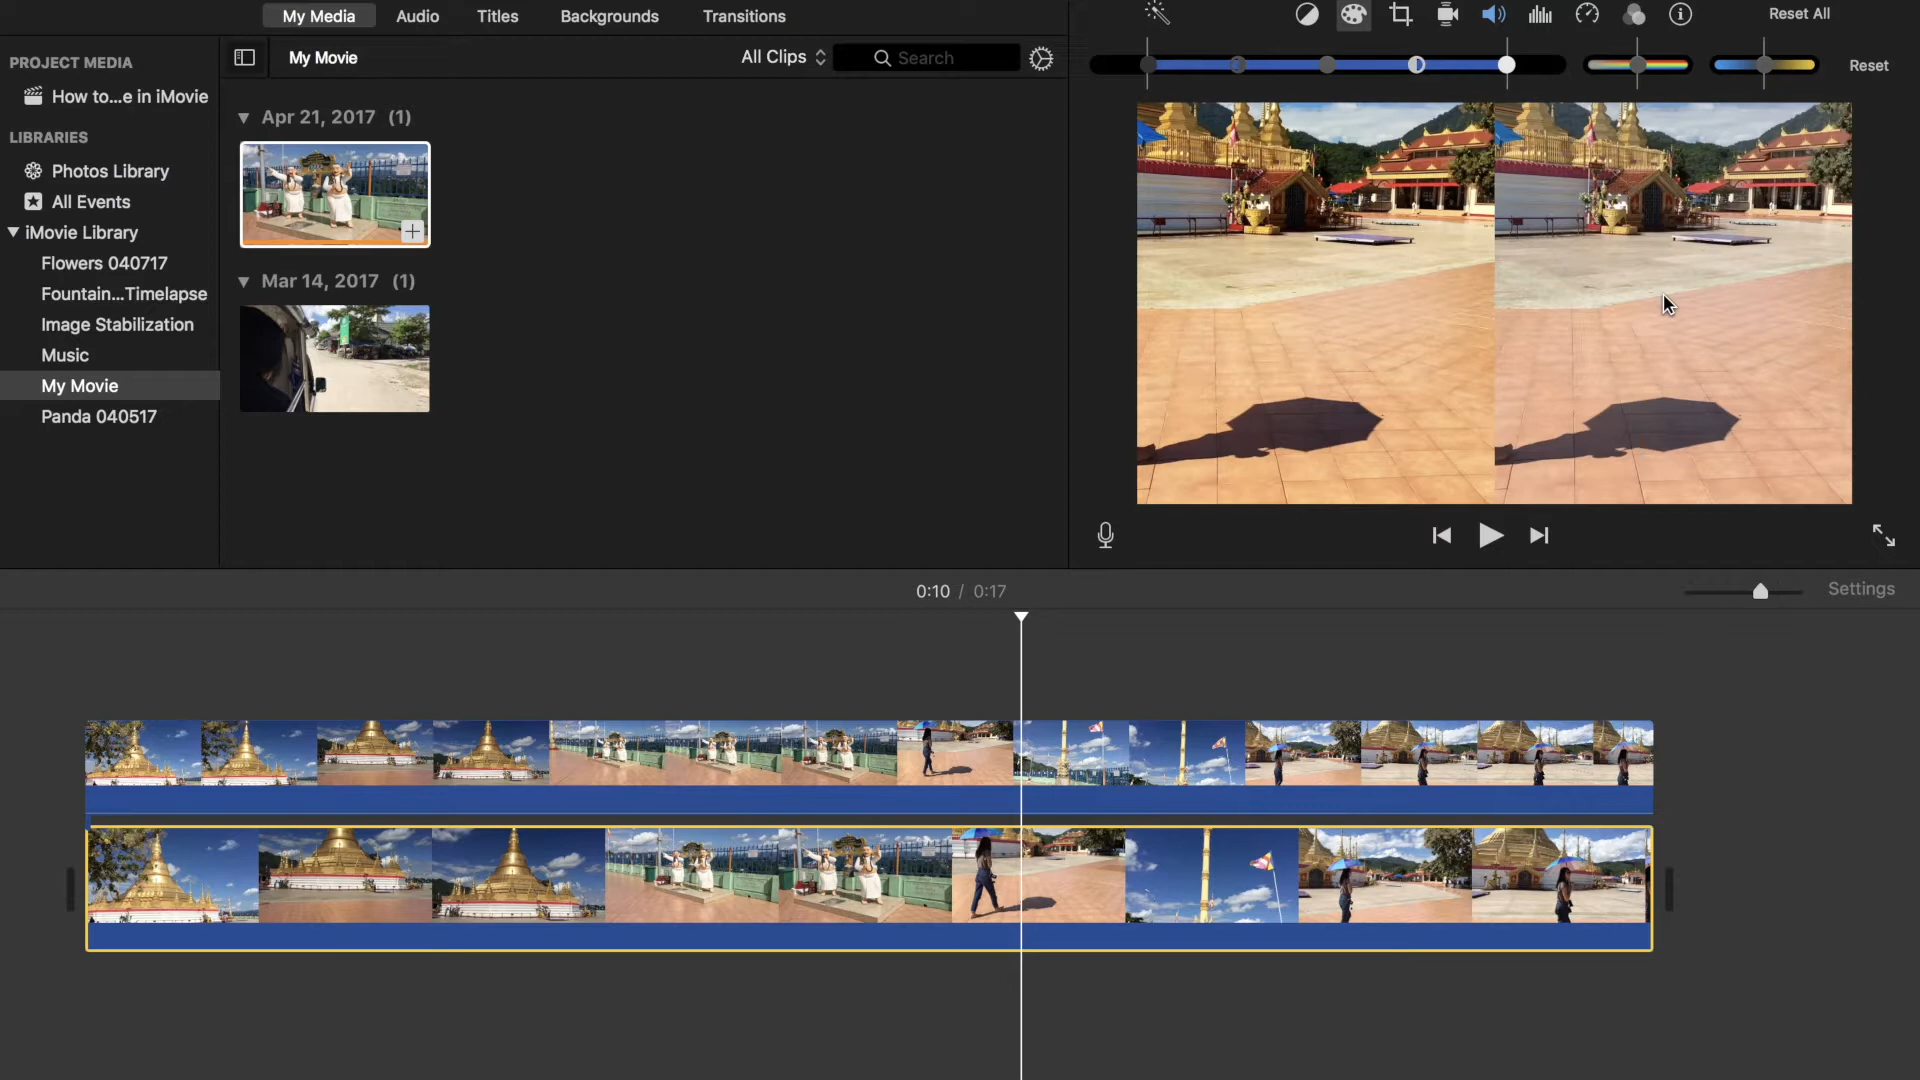 My Media
Audio
Titles
Backgrounds
Transitions
Reset All
PROJECT MEDIA
My Movie
All Clips
Search
Reset
How to...e in iMovie
Apr 21, 2017 (1)
LIBRARIES
Photos Library
All Events
iMovie Library
Flowers 040717
Mar 14, 2017 (1)
Fountain...Timelapse
Image Stabilization
Music
My Movie
Panda 040517
0:10 / 0:17
Settings